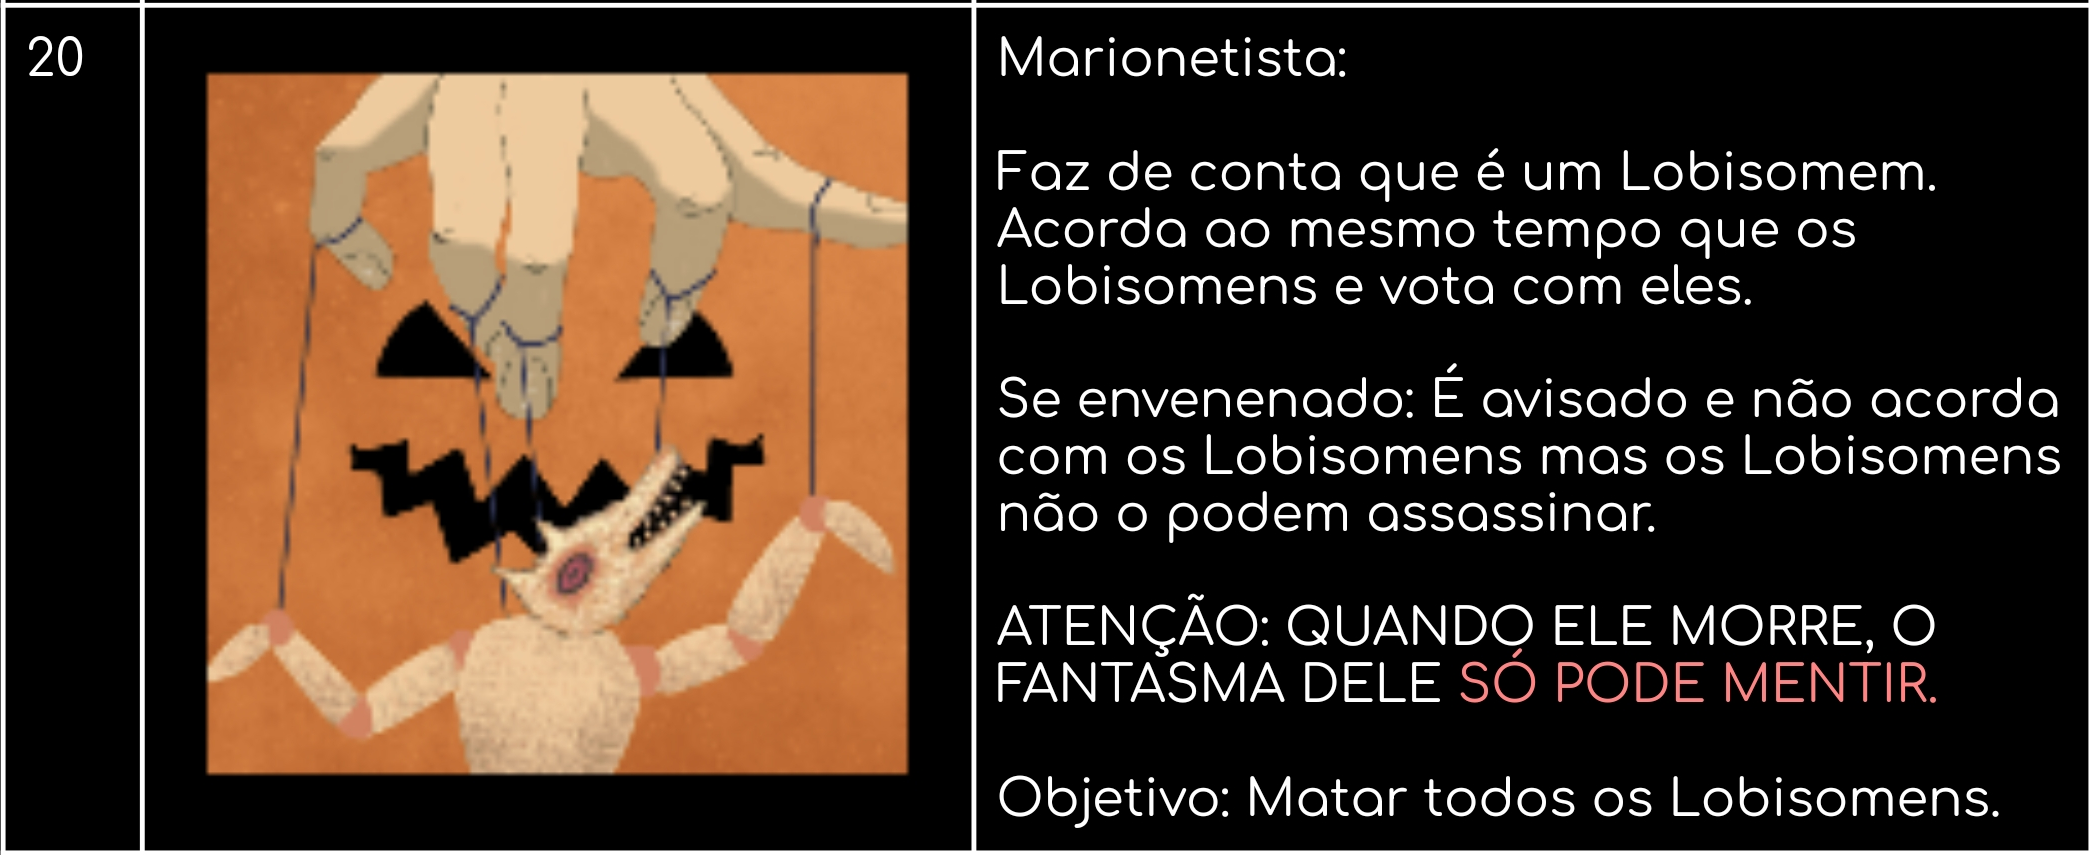 20
Marionetista:
Faz de conta que é um Lobisomem.
Acorda ao mesmo tempo que os
Lobisomens e vota com eles.
Se envenenado: É avisado e não acorda
com os Lobisomens mas os Lobisomens
não o podem assassinar.
ATENÇÃO: QUANDO ELE MORRE, O
FANTASMA DELE SÓ PODE MENTIR.
Objetivo: Matar todos os Lobisomens.